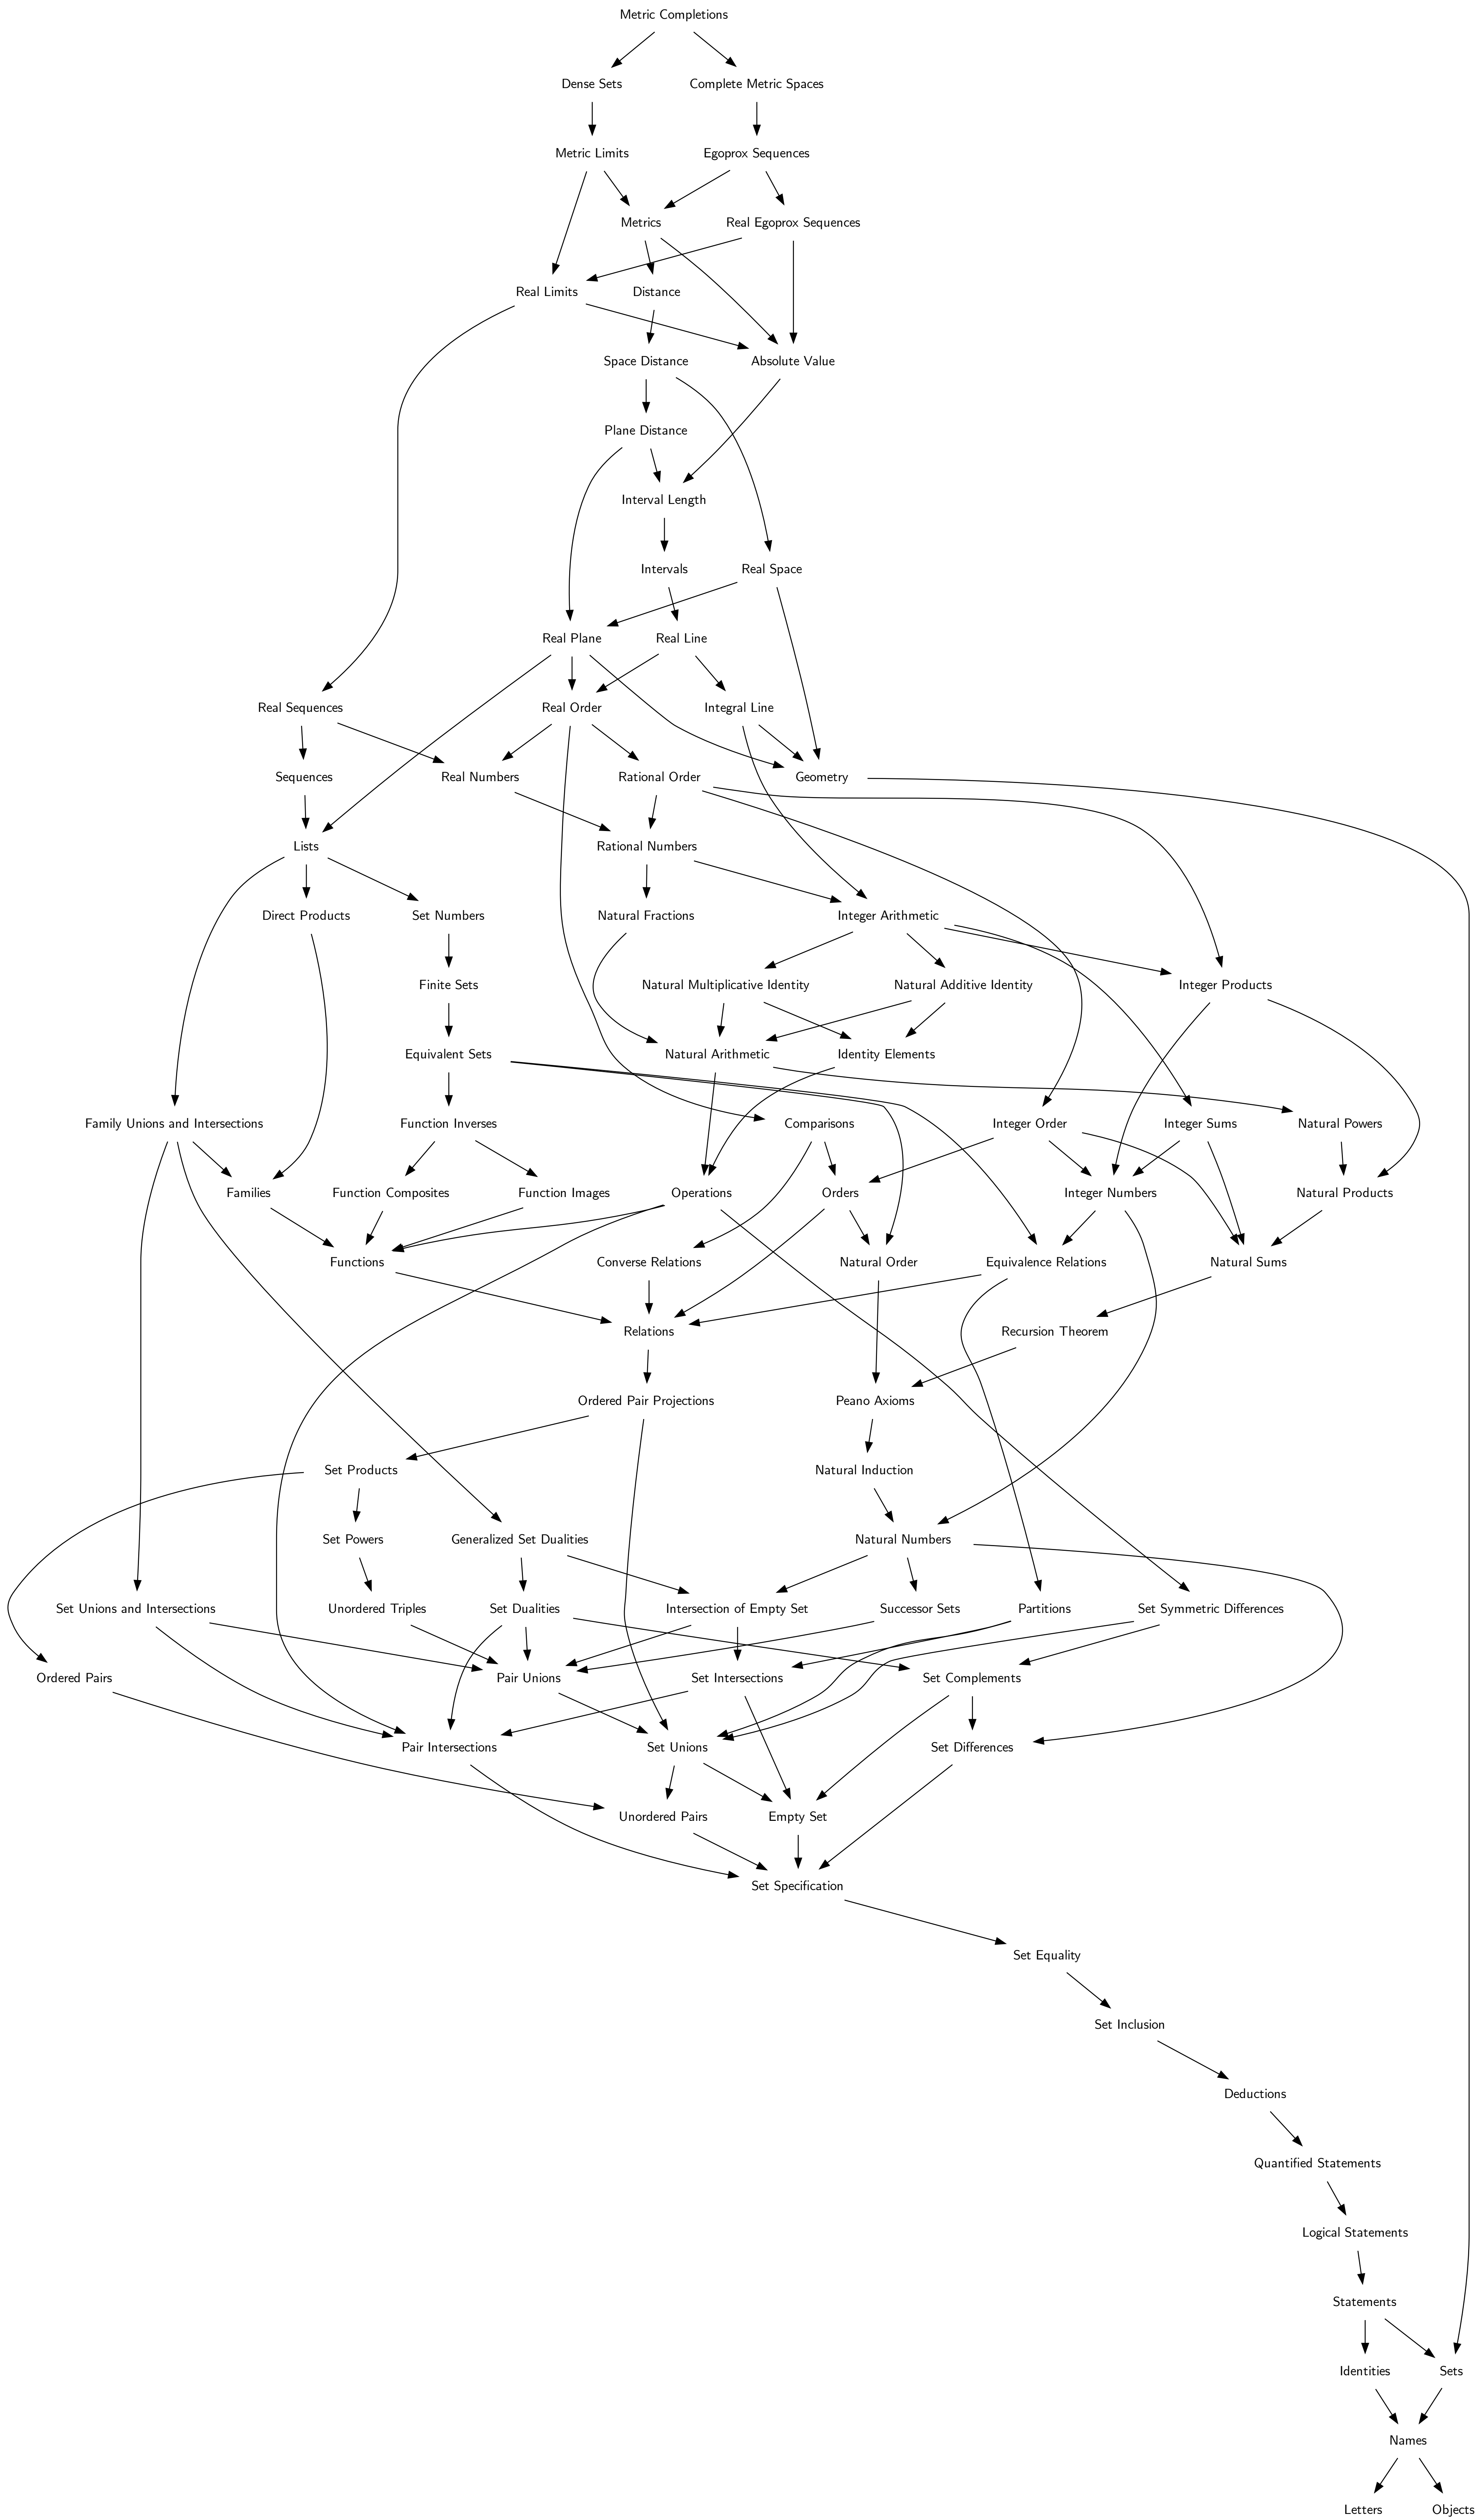 Metric Completions
Dense Sets
Complete Metric Spaces
Metric Limits
Egoprox Sequences
Metrics
Real Egoprox Sequences
Real Limits
Distance
Space Distance
Absolute Value
Plane Distance
Interval Length
Intervals
Real Space
Real Plane
Real Line
Real Sequences
Real Order
Integral Line
Sequences
Real Numbers
Rational Order
Geometry
Lists
Rational Numbers
Direct Products
Set Numbers
Natural Fractions
Integer Arithmetic
Finite Sets
Natural Multiplicative Identity
Natural Additive Identity
Integer Products
Equivalent Sets
Natural Arithmetic
Identity Elements
Family Unions and Intersections
Function Inverses
Comparisons
Integer Order
Integer Sums
Natural Powers
Families
Function Composites
Function Images
Operations
Orders
Integer Numbers
Natural Products
Functions
Converse Relations
Natural Order
Equivalence Relations
Natural Sums
Relations
Recursion Theorem
Ordered Pair Projections
Peano Axioms
Set Products
Natural Induction
Set Powers
Generalized Set Dualities
Natural Numbers
Set Unions and Intersections
Unordered Triples
Set Dualities
Intersection of Empty Set
Successor Sets
Partitions
Set Symmetric Differences
Ordered Pairs
Pair Unions
Set Intersections
Set Complements
Pair Intersections
Set Unions
Set Differences
Unordered Pairs
Empty Set
Set Specification
Set Equality
Set Inclusion
Deductions
Quantified Statements
Logical Statements
Statements
Identities
Sets
Names
Letters
Objects